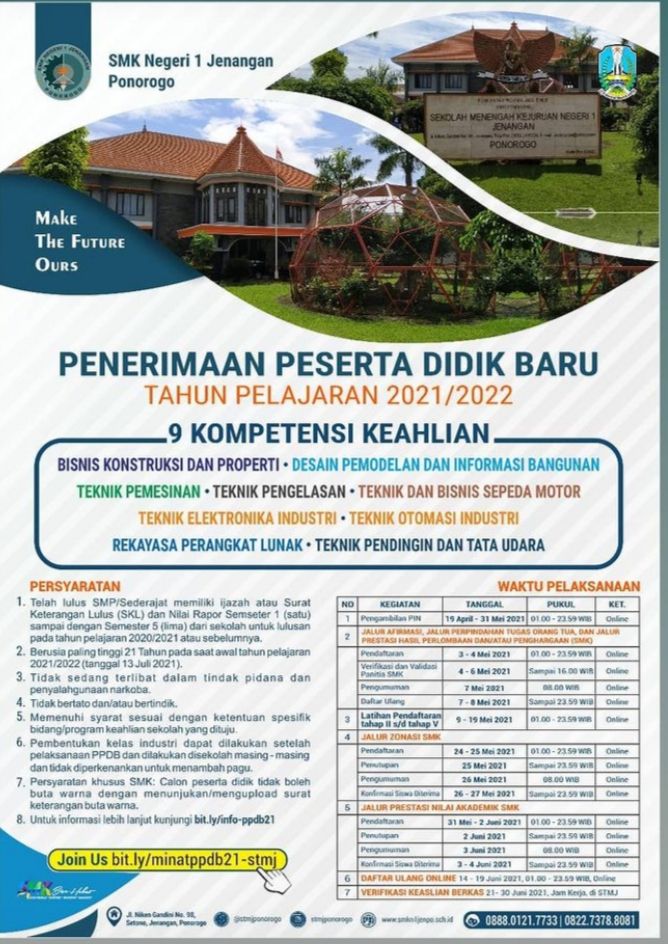 SMK Negeri 1 Jenangan
Ponorogo
SEKOLAH MENENGAH KEJURUAN NEGERI 1
JENANGAN
PONOROGO
MAKE
THE FUTURE
OURS
PENERIMAAN PESERTA DIDIK BARU
TAHUN PELAJARAN 2021/2022
9 KOMPETENSI KEAHLIAN
BISNIS KONSTRUKSI DAN PROPERTI • DESAIN PEMODELAN DAN INFORMASI BANGUNAN
TEKNIK PEMESINAN • TEKNIK PENGELASAN • TEKNIK DAN BISNIS SEPEDA MOTOR
TEKNIK ELEKTRONIKA INDUSTRI • TEKNIK OTOMASI INDUSTRI
REKAYASA PERANGKAT LUNAK • TEKNIK PENDINGIN DAN TATA UDARA
PERSYARATAN
1. Telah lulus SMP/Sederajat memiliki ijazah atau Surat
Keterangan Lulus (SKL) dan Nilai Rapor Semseter 1 (satu)
sampai dengan Semester 5 (lima) dari sekolah untuk lulusan
pada tahun pelajaran 2020/2021 atau sebelumnya.
2. Berusia paling tinggi 21 Tahun pada saat awal tahun pelajaran
2021/2022 (tanggal 13 Juli 2021).
3. Tidak sedang terlibat dalam tindak pidana dan
penyalahgunaan narkoba.
4. Tidak bertato dan/atau bertindik.
5. Memenuhi syarat sesuai dengan ketentuan spesifik
bidang/program keahlian sekolah yang dituju.
6. Pembentukan kelas industri dapat dilakukan setelah
pelaksanaan PPDB dan dilakukan disekolah masing - masing
dan tidak diperkenankan untuk menambah pagu.
7. Persyaratan khusus SMK: Calon peserta didik tidak boleh
buta warna dengan menunjukan/mengupload surat
keterangan buta warna.
8. Untuk informasi lebih lanjut kunjungi bit.ly/info-ppdb21
Join Us bit.ly/minatppdb21-stmj
WAKTU PELAKSANAAN
NO KEGIATAN TANGGAL PUKUL KET.
1 Pengambilan PIN 19 April - 31 Mei 2021 01.00 - 23.59 WIB Online
2 JALUR AFIRMASI, JALUR PERPINDAHAN TUGAS ORANG TUA, DAN JALUR
PRESTASI HASIL PERLOMBAAN DAN/ATAU PENGHARGAAN (SMK)
Pendaftaran 3 - 4 Mei 2021 01.00 - 23.59 WIB Online
Verifikasi dan Validasi
Panitia SMK 4 - 6 Mei 2021 Sampai 16.00 WIB Online
Pengumuman 7 Mei 2021 08.00 WIB Online
Daftar Ulang 7 - 8 Mei 2021 Sampai 23.59 WIB Online
3 Latihan Pendaftaran
tahap II s/d tahap V 9 - 19 Mei 2021 01.00 - 23.59 WIB Online
4 JALUR ZONASI SMK
Pendaftaran 24 - 25 Mei 2021 01.00 - 23.59 WIB Online
Penutupan 25 Mei 2021 Sampai 23.59 WIB Online
Pengumuman 26 Mei 2021 08.00 WIB Online
Konfirmasi Siswa Diterima 26 - 27 Mei 2021 Sampai 23.59 WIB Online
5 JALUR PRESTASI NILAI AKADEMIK SMK
Pendaftaran 31 Mei - 2 Juni 2021 01.00 - 23.59 WIB Online
Penutupan 2 Juni 2021 Sampai 23.59 WIB Online
Pengumuman 3 Juni 2021 08.00 WIB Online
Konfirmasi Siswa Diterima 3 - 4 Juni 2021 Sampai 23.59 WIB Online
6 DAFTAR ULANG ONLINE 14 - 19 Juni 2021, 01.00 - 23.59 WIB, Online
7 VERIFIKASI KEASLIAN BERKAS 21- 30 Juni 2021, Jam Kerja, di STMJ
Jl. Niken Gandini No. 98,
Setono, Jenangan, Ponorogo
@stmjponorogo
stmjponorogo
www.smkn1jenpo.sch.id
0888.0121.7733 | 0822.7378.8081